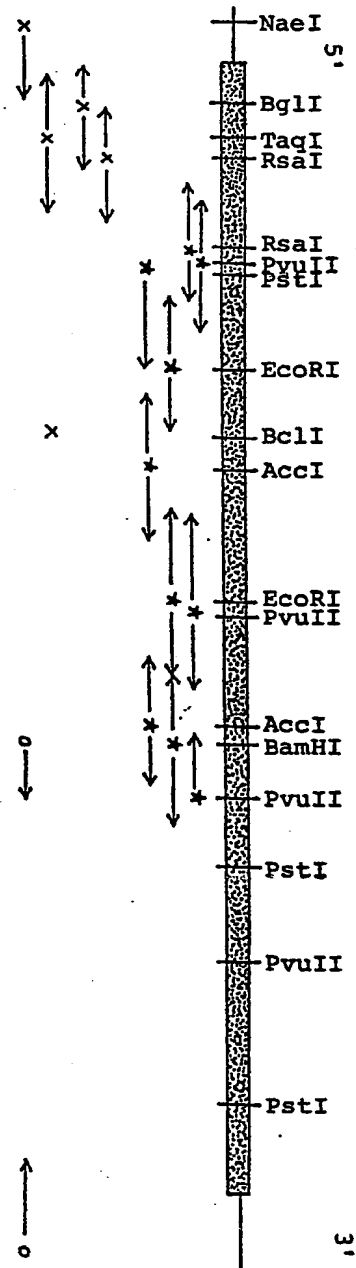 NaeI
5'
BglI
TaqI
RsaI
RsaI
PvuII
PstI
EcoRI
BclI
AccI
EcoRI
PvuII
AccI
BamHI
PvuII
PstI
PvuII
PstI
3'